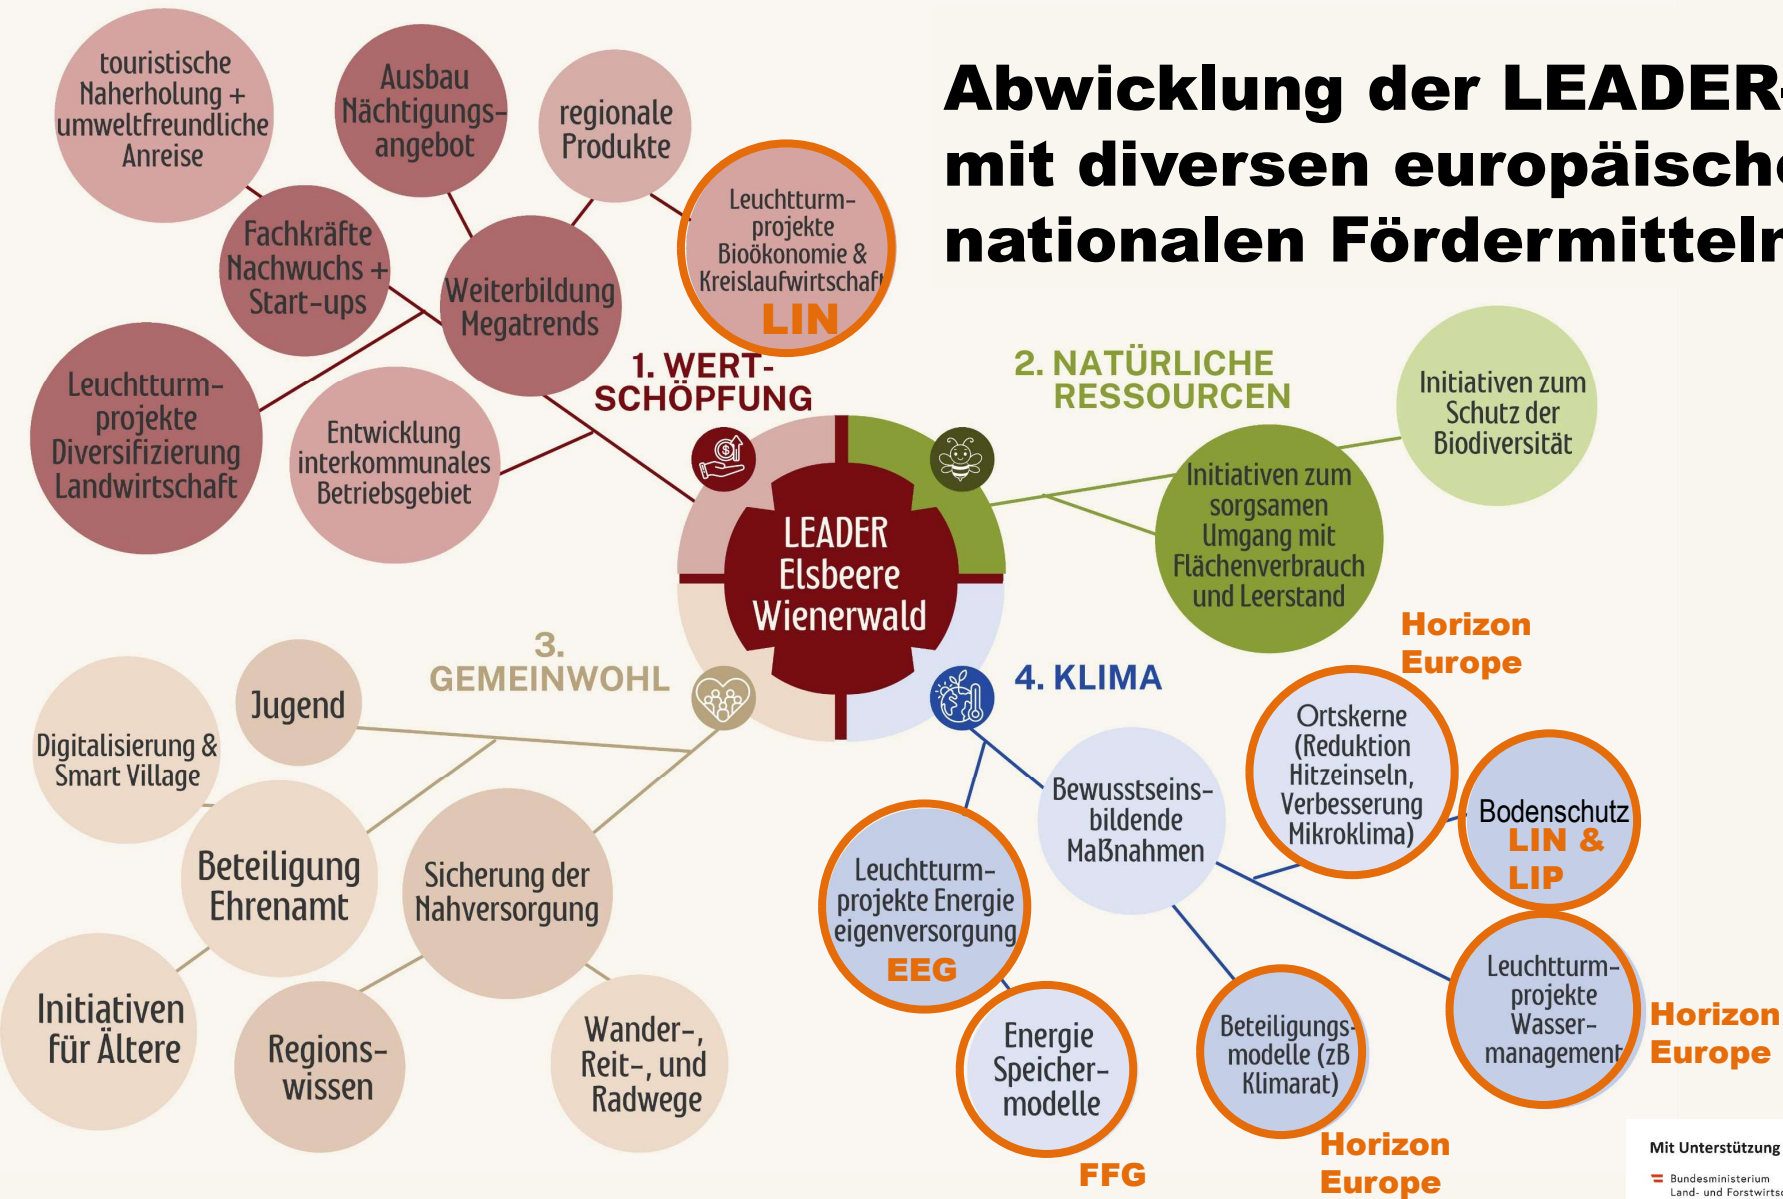 Abwicklung der LEADER-
mit diversen europäische
nationalen Fördermitteln
touristische
Naherholung +
umweltfreundliche
Anreise
Ausbau
Nächtigungs-
angebot
regionale
Produkte
Leuchtturm-
projekte
Bioökonomie &
Kreislaufwirtschaft
LIN
Fachkräfte
Nachwuchs +
Start-ups
Weiterbildung
Megatrends
Leuchtturm-
projekte
Diversifizierung
Landwirtschaft
Entwicklung
interkommunales
Betriebsgebiet
1. WERT-
SCHÖPFUNG
2. NATÜRLICHE
RESSOURCEN
Initiativen zum
Schutz der
Biodiversität
Initiativen zum
sorgsamen
Umgang mit
Flächenverbrauch
und Leerstand
LEADER
Elsbeere
Wienerwald
3.
GEMEINWOHL
Jugend
Digitalisierung &
Smart Village
Beteiligung
Ehrenamt
Sicherung der
Nahversorgung
Initiativen
für Ältere
Regions-
wissen
Wander-,
Reit-, und
Radwege
4. KLIMA
Bewusstseins-
bildende
Maßnahmen
Horizon
Europe
Ortskerne
(Reduktion
Hitzeinseln,
Verbesserung
Mikroklima)
Bodenschutz
LIN &
LIP
Leuchtturm-
projekte Energie
eigenversorgung
EEG
Energie
Speicher-
modelle
FFG
Beteiligungs-
modelle (zB
Klimarat)
Horizon
Europe
Leuchtturm-
projekte
Wasser-
management
Horizon
Europe
Mit Unterstützung
Bundesministerium
Land- und Forstwirtsc